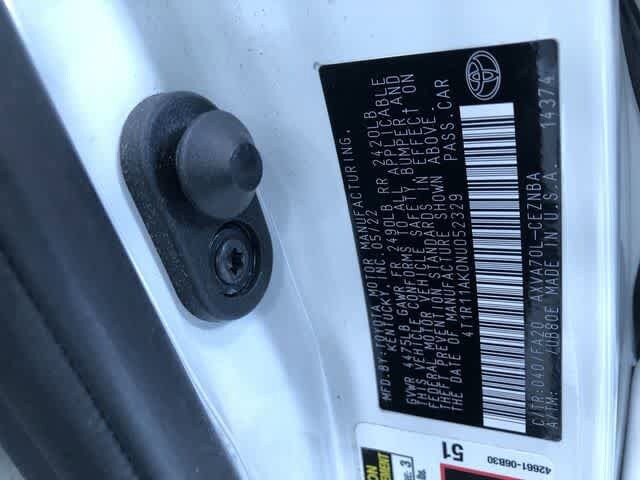 MFD.BY:TOYOTA MOTOR MANUFACTURING,
KENTUCKY, INC. 05/22
GVWR 4475LB GAWR FR 2490LB RR 2420LB
THIS VEHICLE CONFORMS TO ALL APPLICABLE
FEDERAL MOTOR VEHICLE SAFETY, BUMPER AND
THEFT PREVENTION STANDARDS IN EFFECT ON
THE DATE OF MANUFACTURE SHOWN ABOVE.
4T1R11AK0NU052329 PASS.CAR
C/TR:040/FA20 AXVA70L-CEZNBA
A/TM: /UB80E MADE IN U.S.A. 14374
42661-06B30
51